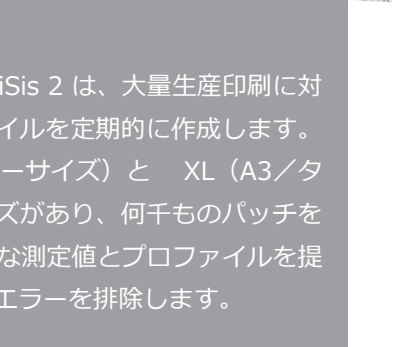 iSis 2 は、大量生産印刷に対
イルを定期的に作成します。
ーサイズ）と　XL（A3／タ
ズがあり、何千ものパッチを
な測定値とプロファイルを提
エラーを排除します。